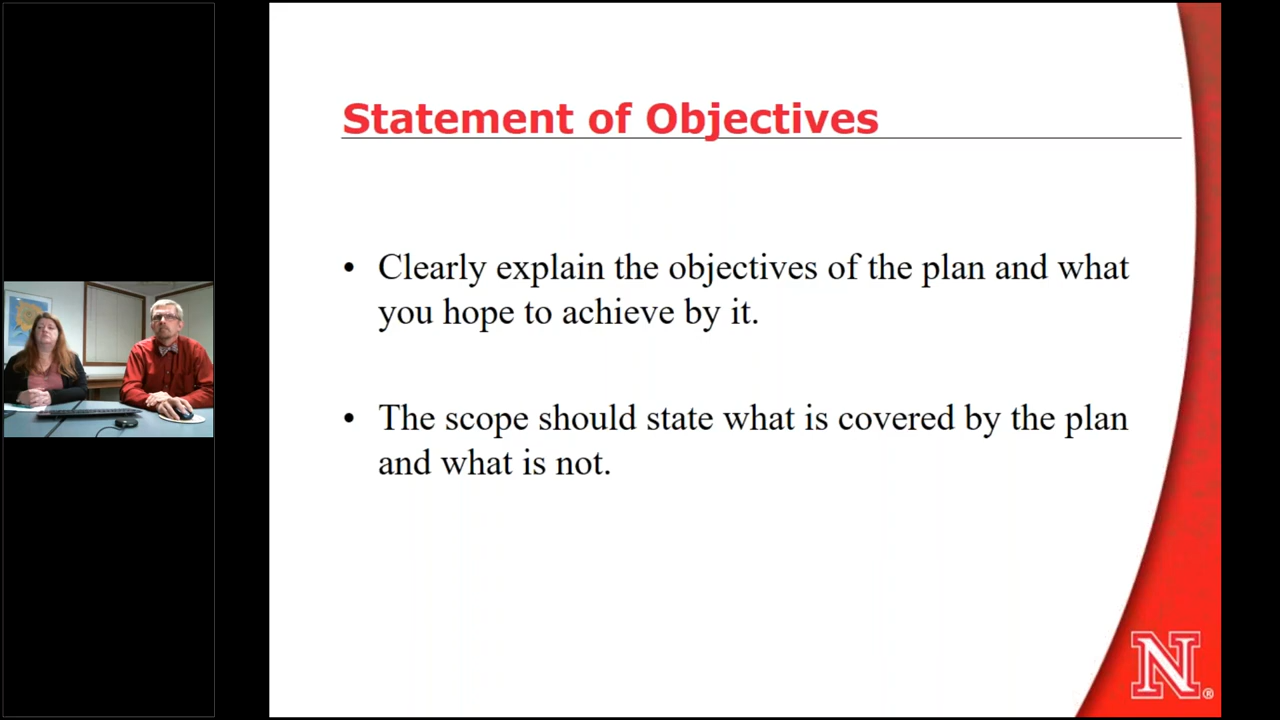 Statement of Objectives
• Clearly explain the objectives of the plan and what
you hope to achieve by it.
• The scope should state what is covered by the plan
and what is not.
N®